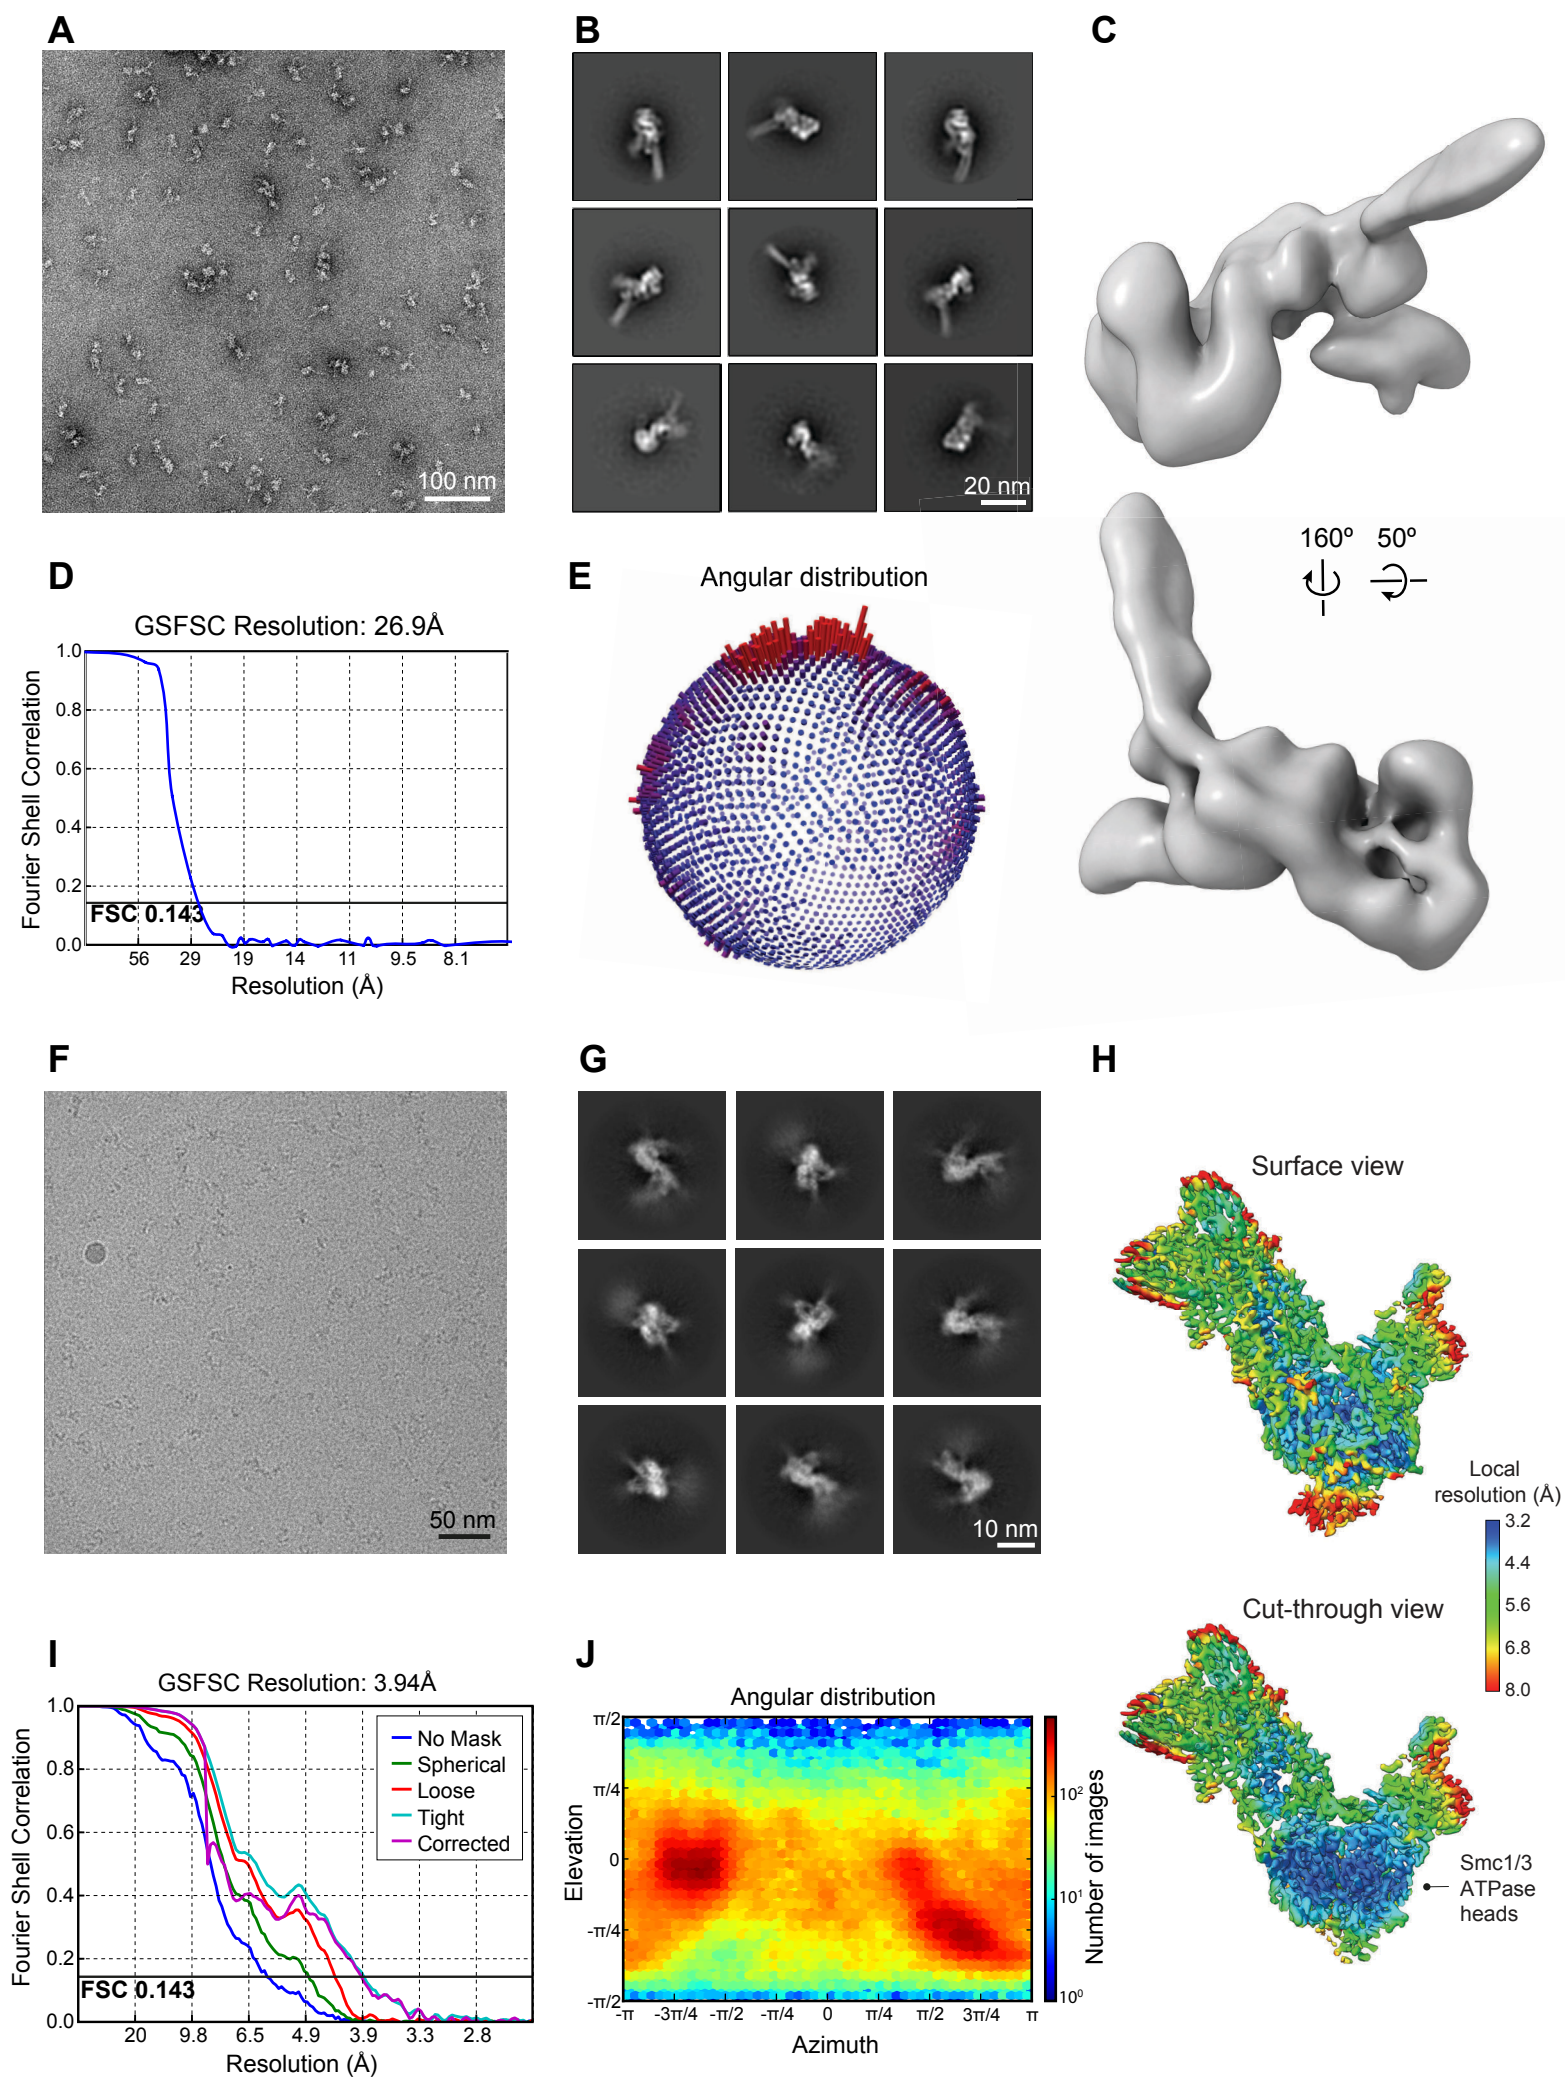 A
B
C
100 nm
20 nm
160º 50º
D
GSFSC Resolution: 26.9Å
Fourier Shell Correlation
1.0
0.8
0.6
0.4
0.2
0.0
FSC 0.143
56 29 19 14 11 9.5 8.1
Resolution (Å)
E
Angular distribution
F
50 nm
G
10 nm
H
Surface view
Local
resolution (Å)
3.2
4.4
5.6
6.8
8.0
Cut-through view
Smc1/3
ATPase
heads
I
GSFSC Resolution: 3.94Å
Fourier Shell Correlation
1.0
0.8
0.6
0.4
0.2
0.0
No Mask
Spherical
Loose
Tight
Corrected
FSC 0.143
20 9.8 6.5 4.9 3.9 3.3 2.8
Resolution (Å)
J
Angular distribution
Elevation
π/2
π/4
0
-π/4
-π/2
-π -3π/4 -π/2 -π/4 0 π/4 π/2 3π/4 π
Azimuth
10²
10¹
10⁰
Number of images